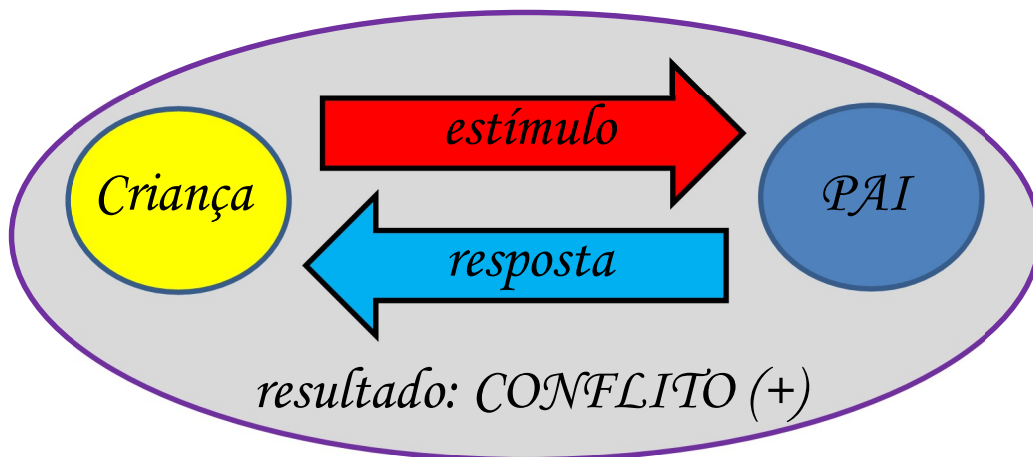 estímulo
Criança
PAI
resposta
resultado: CONFLITO (+)